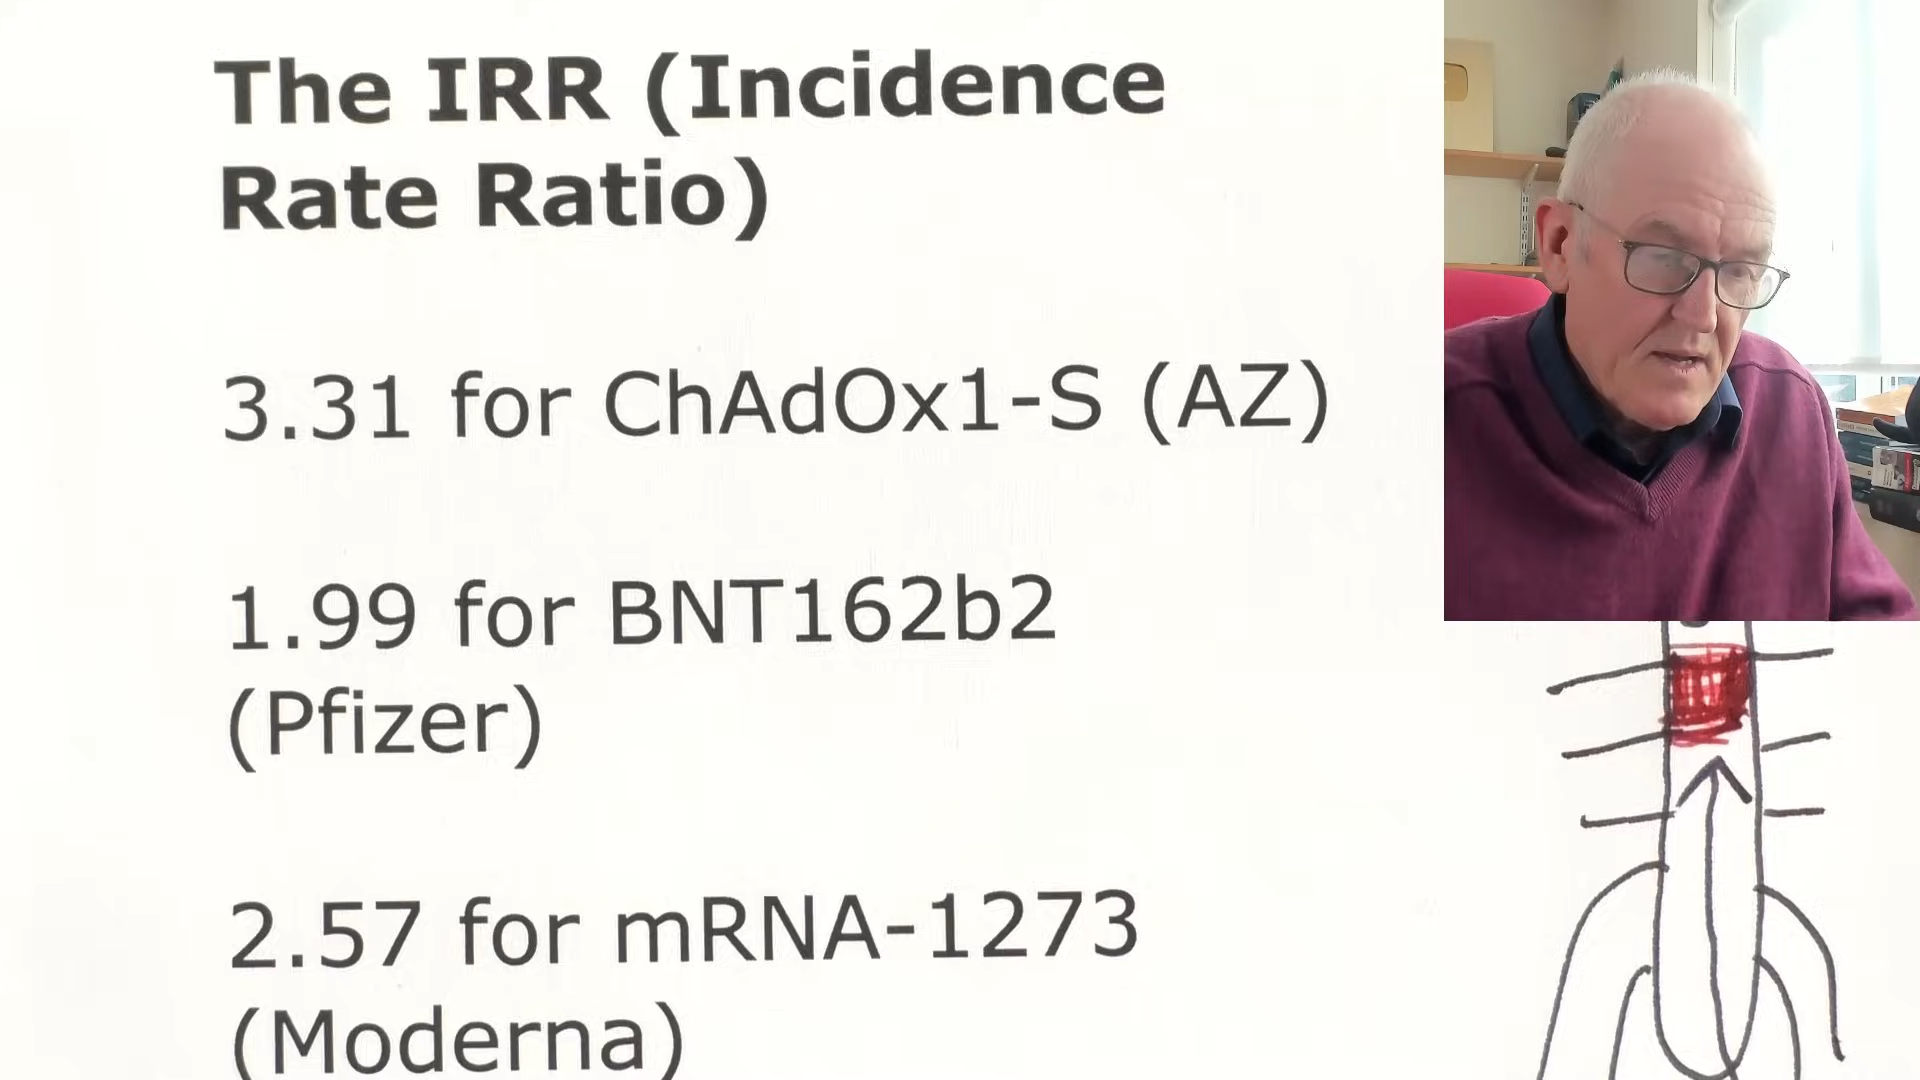 The IRR (Incidence
Rate Ratio)
3.31 for ChAdOx1-S (AZ)
1.99 for BNT162b2
(Pfizer)
2.57 for mRNA-1273
(Moderna)